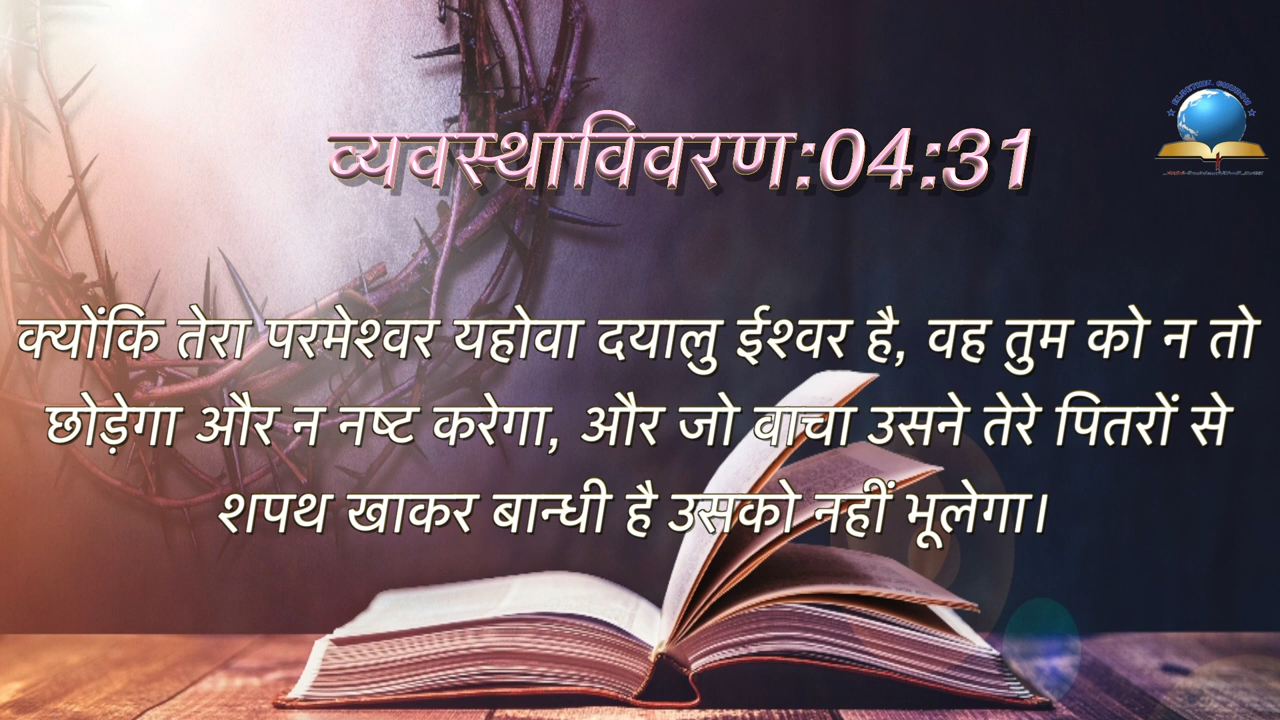 व्यवस्थाविवरण:04:31
क्योंकि तेरा परमेश्वर यहोवा दयालु ईश्वर है, वह तुम को न तो
छोड़ेगा और न नष्ट करेगा, और जो वाचा उसने तेरे पितरों से
शपथ खाकर बान्धी है उसको नहीं भूलेगा।